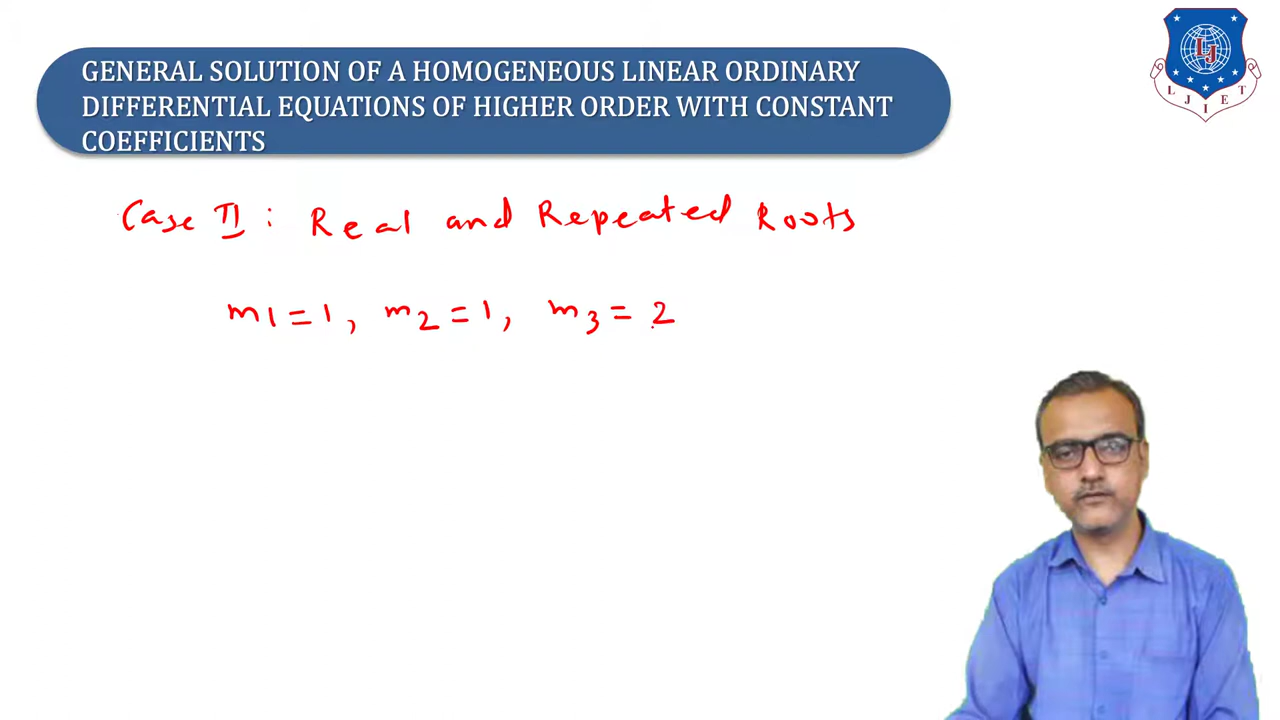 GENERAL SOLUTION OF A HOMOGENEOUS LINEAR ORDINARY
DIFFERENTIAL EQUATIONS OF HIGHER ORDER WITH CONSTANT
COEFFICIENTS
LJ
L J I E T
Case II : Real and Repeated Roots
m1 = 1, m2 = 1, m3 = 2